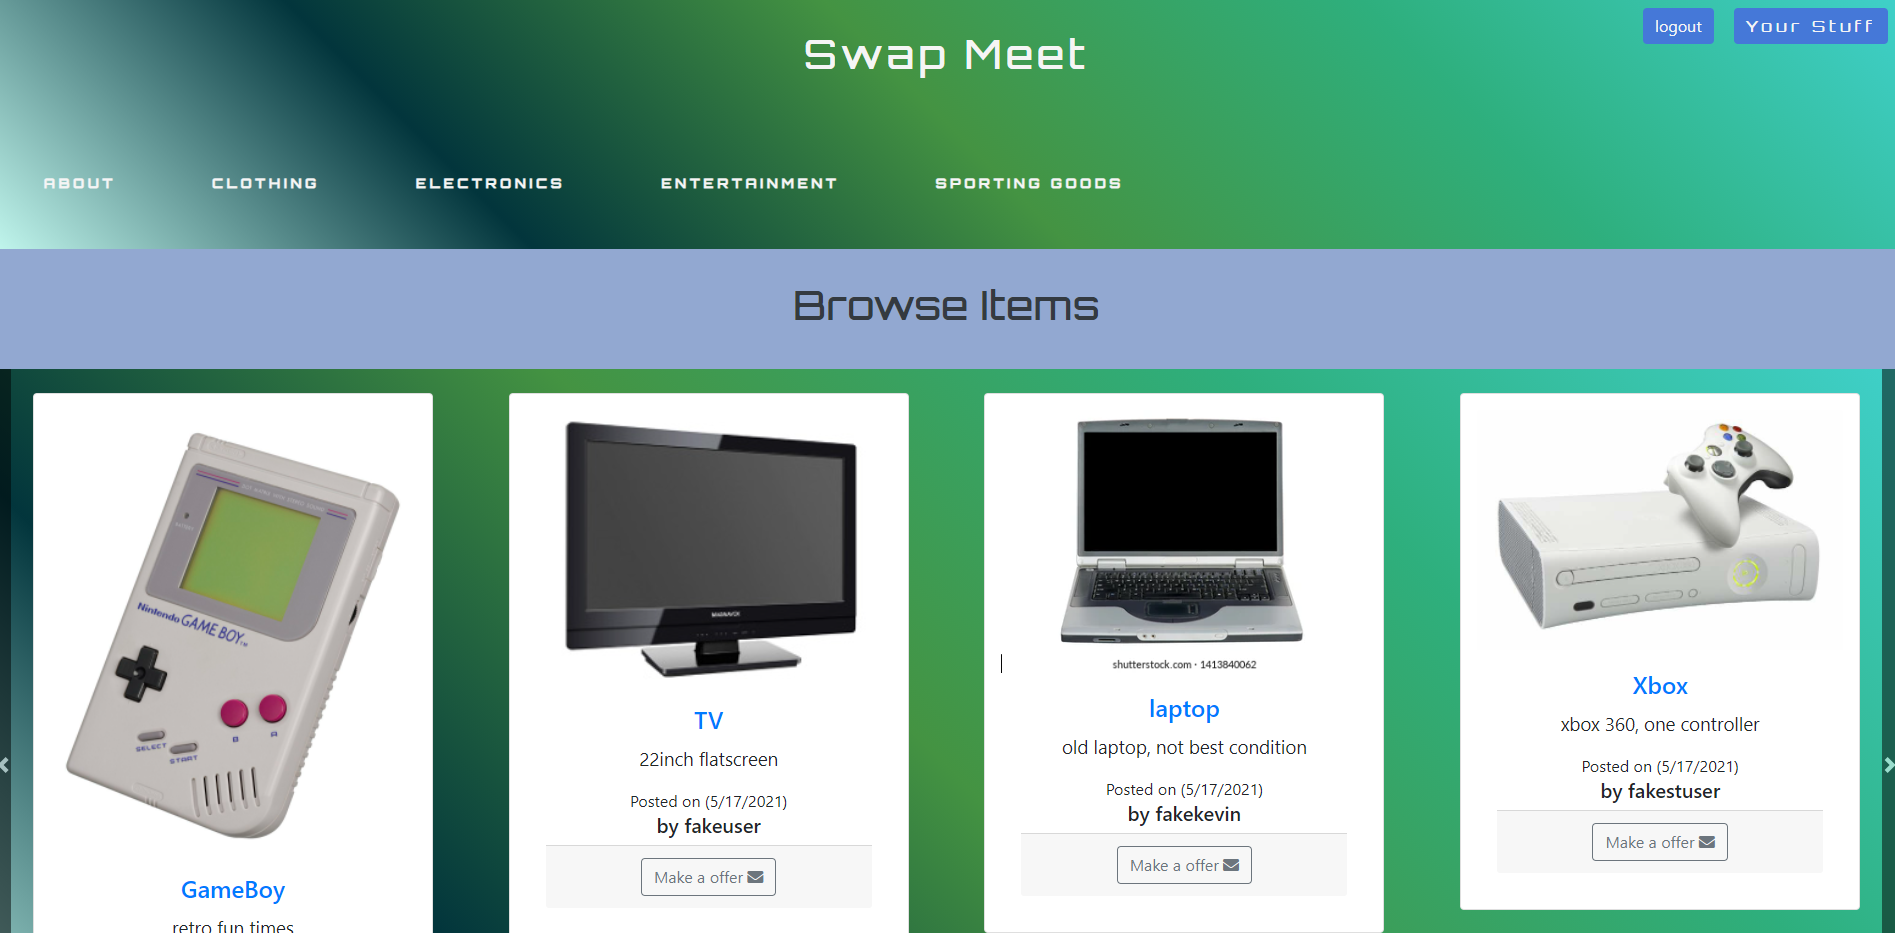 logout
Your Stuff
Swap Meet
ABOUT
CLOTHING
ELECTRONICS
ENTERTAINMENT
SPORTING GOODS
Browse Items
Nintendo GAME BOY TM
SELECT
START
B
A
GameBoy
retro fun times
MAGNAVOX
TV
22inch flatscreen
Posted on (5/17/2021)
by fakeuser
Make a offer
shutterstock.com · 1413840062
laptop
old laptop, not best condition
Posted on (5/17/2021)
by fakekevin
Make a offer
Xbox
xbox 360, one controller
Posted on (5/17/2021)
by fakestuser
Make a offer